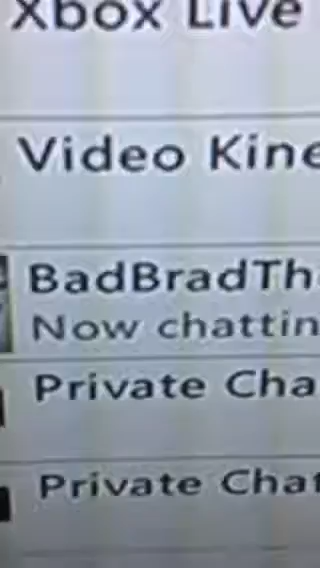 Xbox Live
Video Kine
BadBradTh
Now chattin
Private Cha
Private Chat